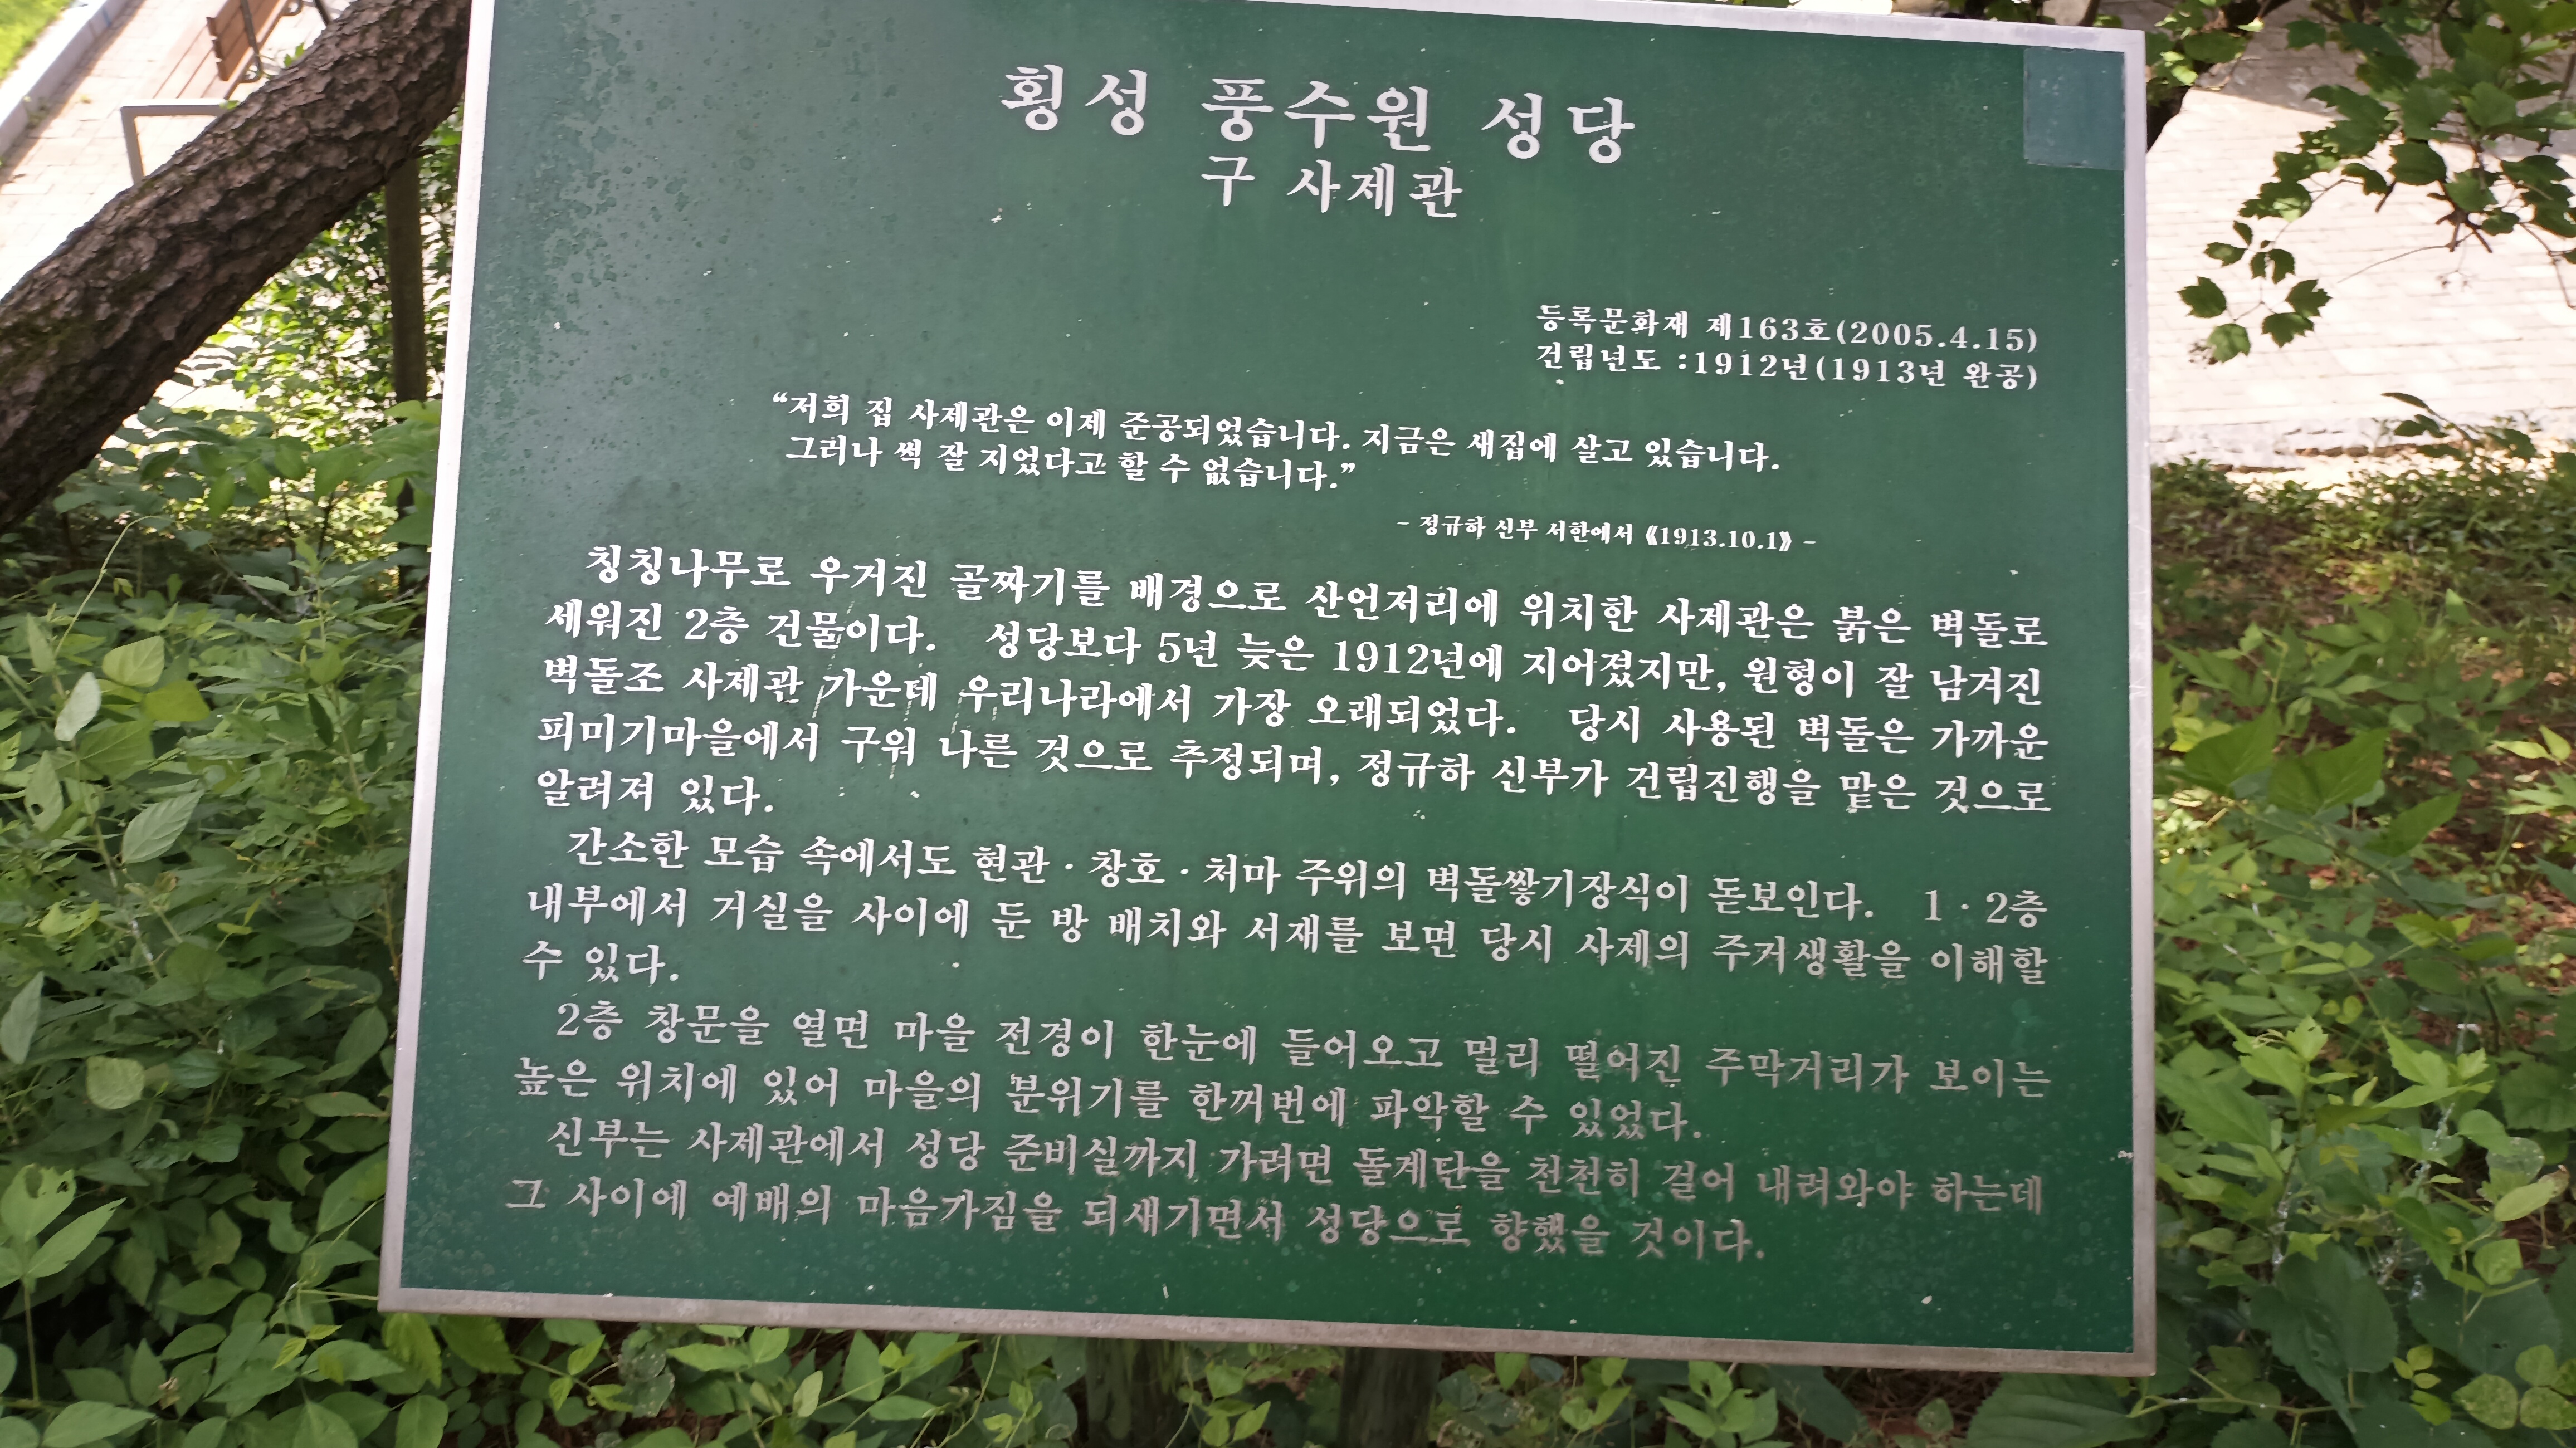 횡성 풍수원 성당
구 사제관
등록문화재 제163호(2005.4.15)
건립년도 :1912년(1913년 완공)
“저희 집 사제관은 이제 준공되었습니다. 지금은 새집에 살고 있습니다.
그러나 썩 잘 지었다고 할 수 없습니다.”
- 정규하 신부 서한에서 《1913.10.1》 -
칭칭나무로 우거진 골짜기를 배경으로 산언저리에 위치한 사제관은 붉은 벽돌로
세워진 2층 건물이다. 성당보다 5년 늦은 1912년에 지어졌지만, 원형이 잘 남겨진
벽돌조 사제관 가운데 우리나라에서 가장 오래되었다. 당시 사용된 벽돌은 가까운
피미기마을에서 구워 나른 것으로 추정되며, 정규하 신부가 건립진행을 맡은 것으로
알려져 있다.
간소한 모습 속에서도 현관 · 창호 · 처마 주위의 벽돌쌓기장식이 돋보인다. 1 · 2층
내부에서 거실을 사이에 둔 방 배치와 서재를 보면 당시 사제의 주거생활을 이해할
수 있다.
2층 창문을 열면 마을 전경이 한눈에 들어오고 멀리 떨어진 주막거리가 보이는
높은 위치에 있어 마을의 분위기를 한꺼번에 파악할 수 있었다.
신부는 사제관에서 성당 준비실까지 가려면 돌계단을 천천히 걸어 내려와야 하는데
그 사이에 예배의 마음가짐을 되새기면서 성당으로 향했을 것이다.